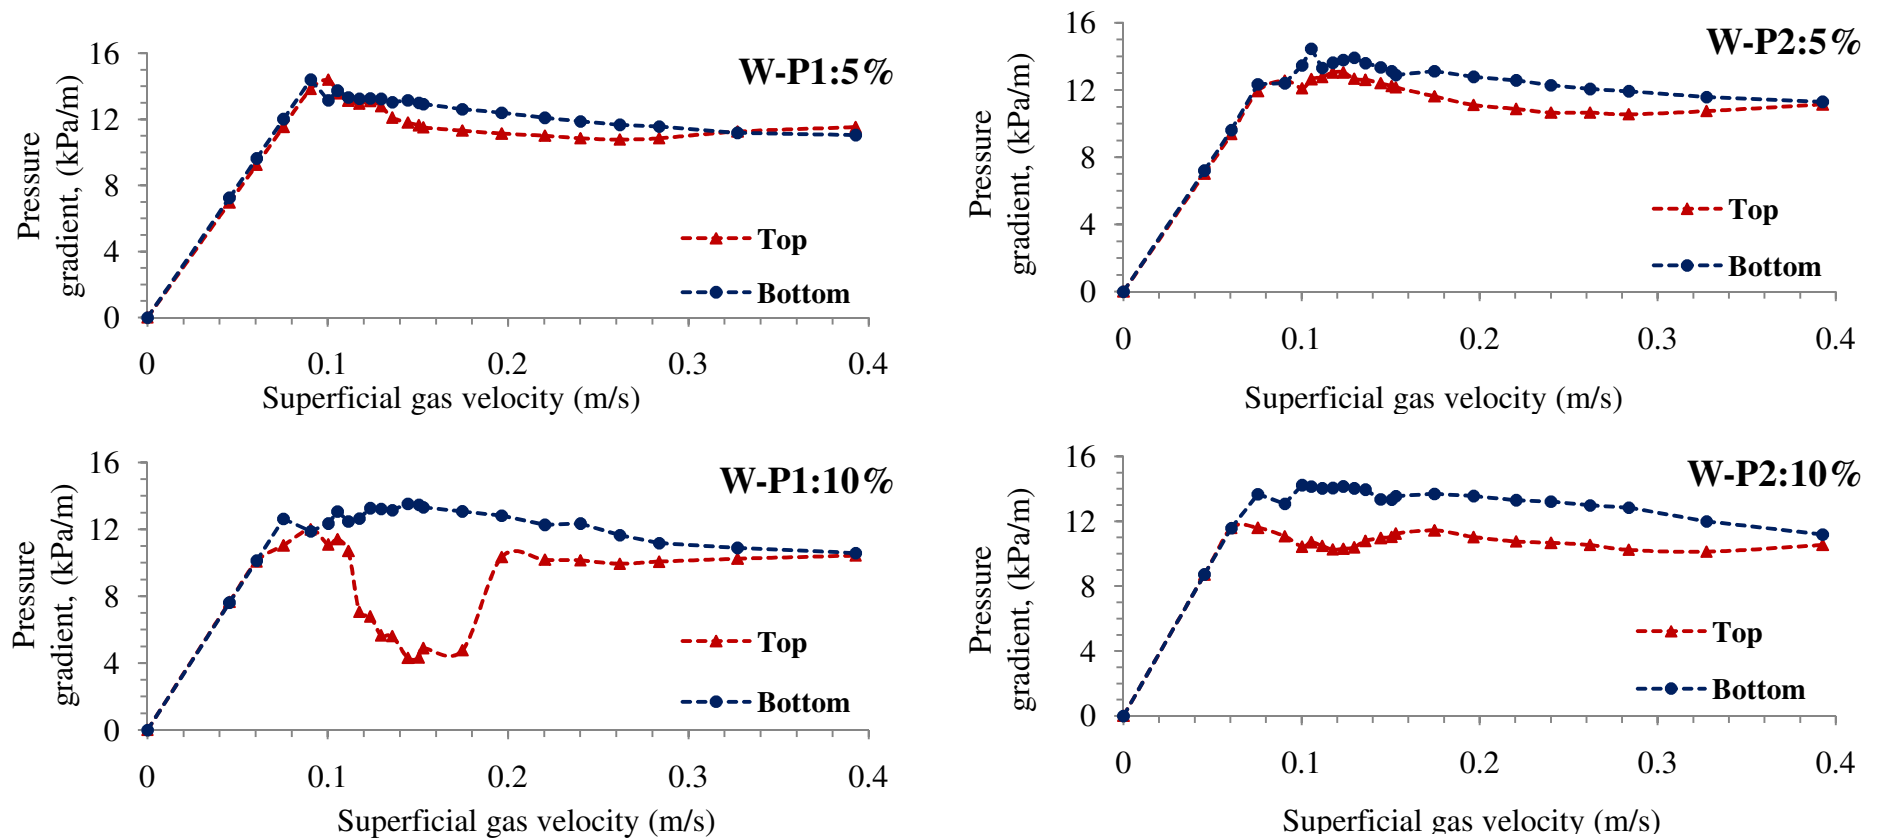 W-P1:5%
16
12
8
4
0
Pressure
gradient, (kPa/m)
Top
Bottom
0 0.1 0.2 0.3 0.4
Superficial gas velocity (m/s)
W-P2:5%
16
12
8
4
0
Pressure
gradient, (kPa/m)
Top
Bottom
0 0.1 0.2 0.3 0.4
Superficial gas velocity (m/s)
W-P1:10%
16
12
8
4
0
Pressure
gradient, (kPa/m)
Top
Bottom
0 0.1 0.2 0.3 0.4
Superficial gas velocity (m/s)
W-P2:10%
16
12
8
4
0
Pressure
gradient, (kPa/m)
Top
Bottom
0 0.1 0.2 0.3 0.4
Superficial gas velocity (m/s)